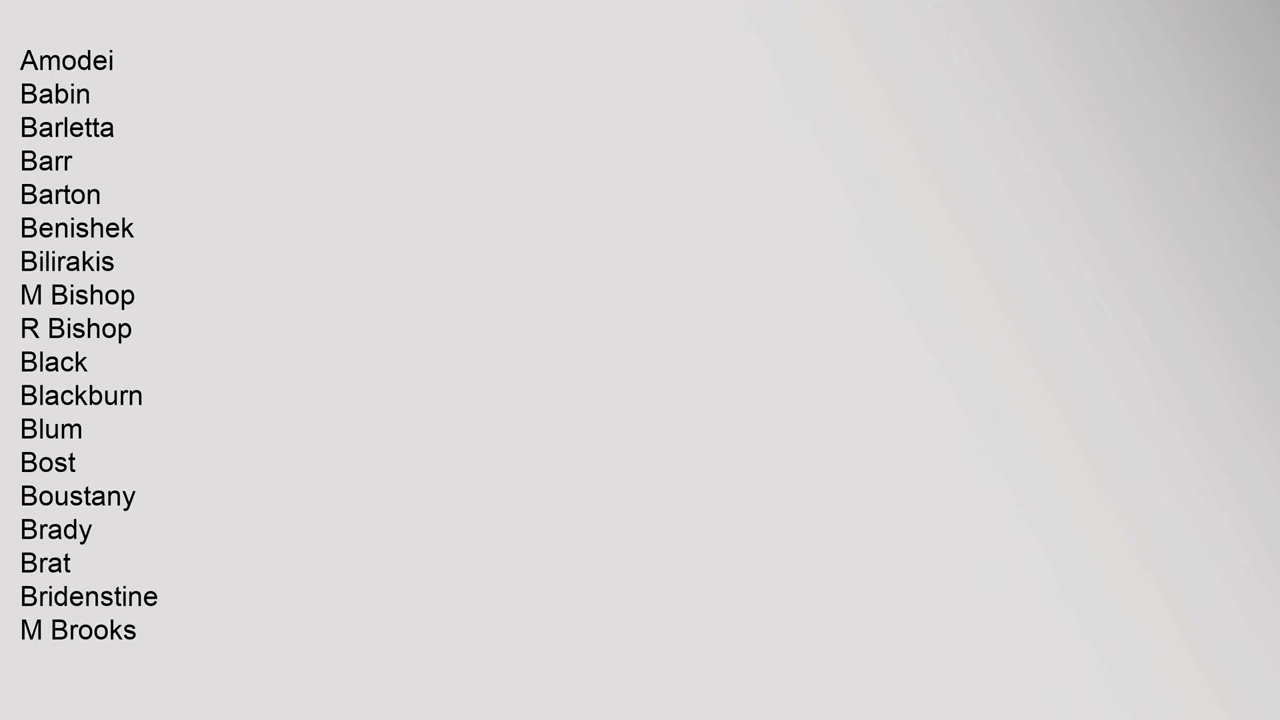 Amodei
Babin
Barletta
Barr
Barton
Benishek
Bilirakis
M Bishop
R Bishop
Black
Blackburn
Blum
Bost
Boustany
Brady
Brat
Bridenstine
M Brooks